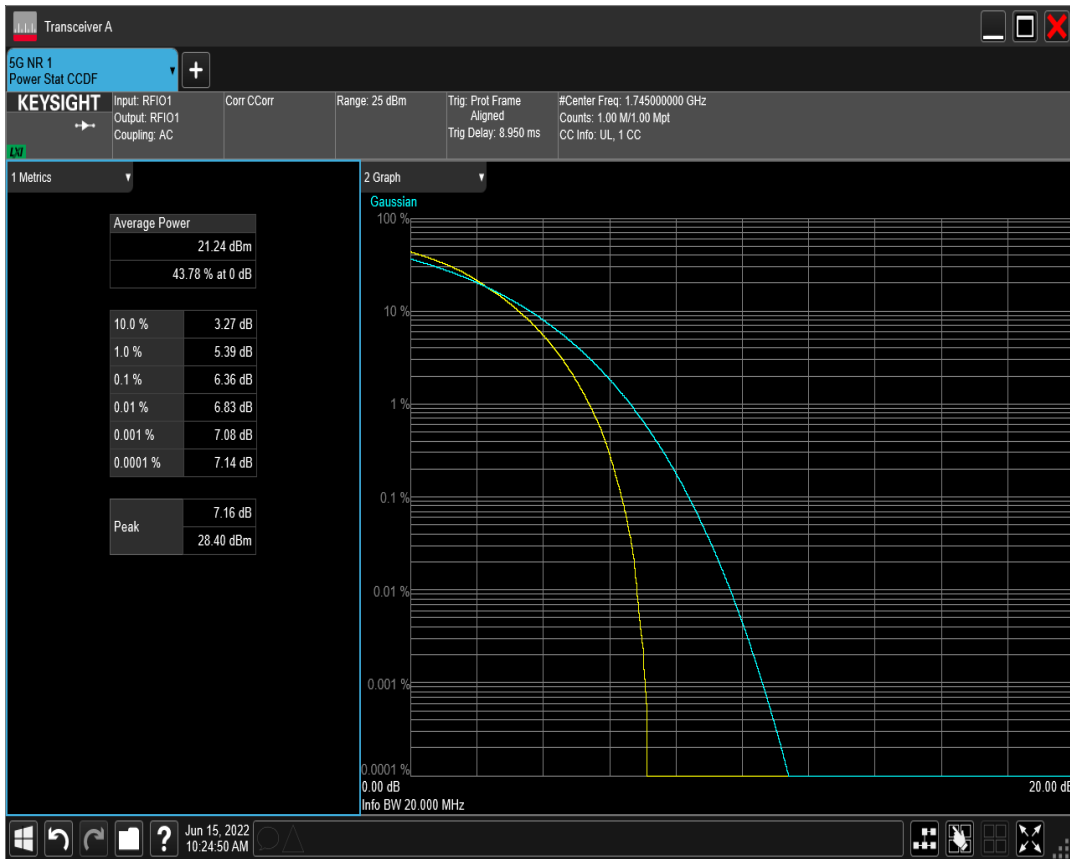 Transceiver A
5G NR 1
Power Stat CCDF
KEYSIGHT
LXI
Input: RFIO1
Output: RFIO1
Coupling: AC
Corr CCorr
Range: 25 dBm
Trig: Prot Frame
Aligned
Trig Delay: 8.950 ms
#Center Freq: 1.745000000 GHz
Counts: 1.00 M/1.00 Mpt
CC Info: UL, 1 CC
1 Metrics
Average Power
21.24 dBm
43.78 % at 0 dB
10.0 % 3.27 dB
1.0 % 5.39 dB
0.1 % 6.36 dB
0.01 % 6.83 dB
0.001 % 7.08 dB
0.0001 % 7.14 dB
Peak
7.16 dB
28.40 dBm
2 Graph
Gaussian
100 %
10 %
1 %
0.1 %
0.01 %
0.001 %
0.0001 %
0.00 dB 20.00 dB
Info BW 20.000 MHz
Jun 15, 2022
10:24:50 AM